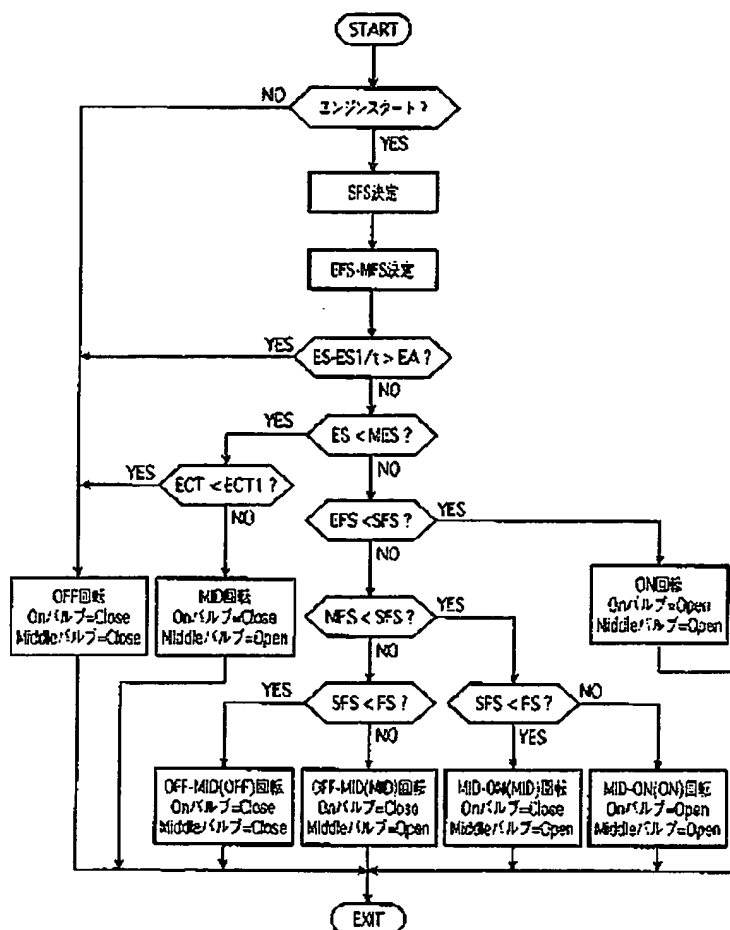 START
NO
エンジンスタート?
YES
SFS決定
EFS-MFS決定
YES
ES-ES1/t > EA ?
NO
YES
ES < MES ?
NO
YES
ECT < ECT1 ?
NO
EFS <SFS ?
YES
NO
OFF回転
Onバルブ=Close
Middleバルブ=Close
MID回転
Onバルブ=Close
Middleバルブ=Open
ON回転
Onバルブ=Open
Middleバルブ=Open
MFS < SFS ?
YES
NO
YES
SFS < FS ?
NO
SFS < FS ?
NO
YES
OFF-MID(OFF)回転
Onバルブ=Close
Middleバルブ=Close
OFF-MID(MID)回転
Onバルブ=Close
Middleバルブ=Open
MID-ON(MID)回転
Onバルブ=Close
Middleバルブ=Open
MID-ON(ON)回転
Onバルブ=Open
Middleバルブ=Open
EXIT